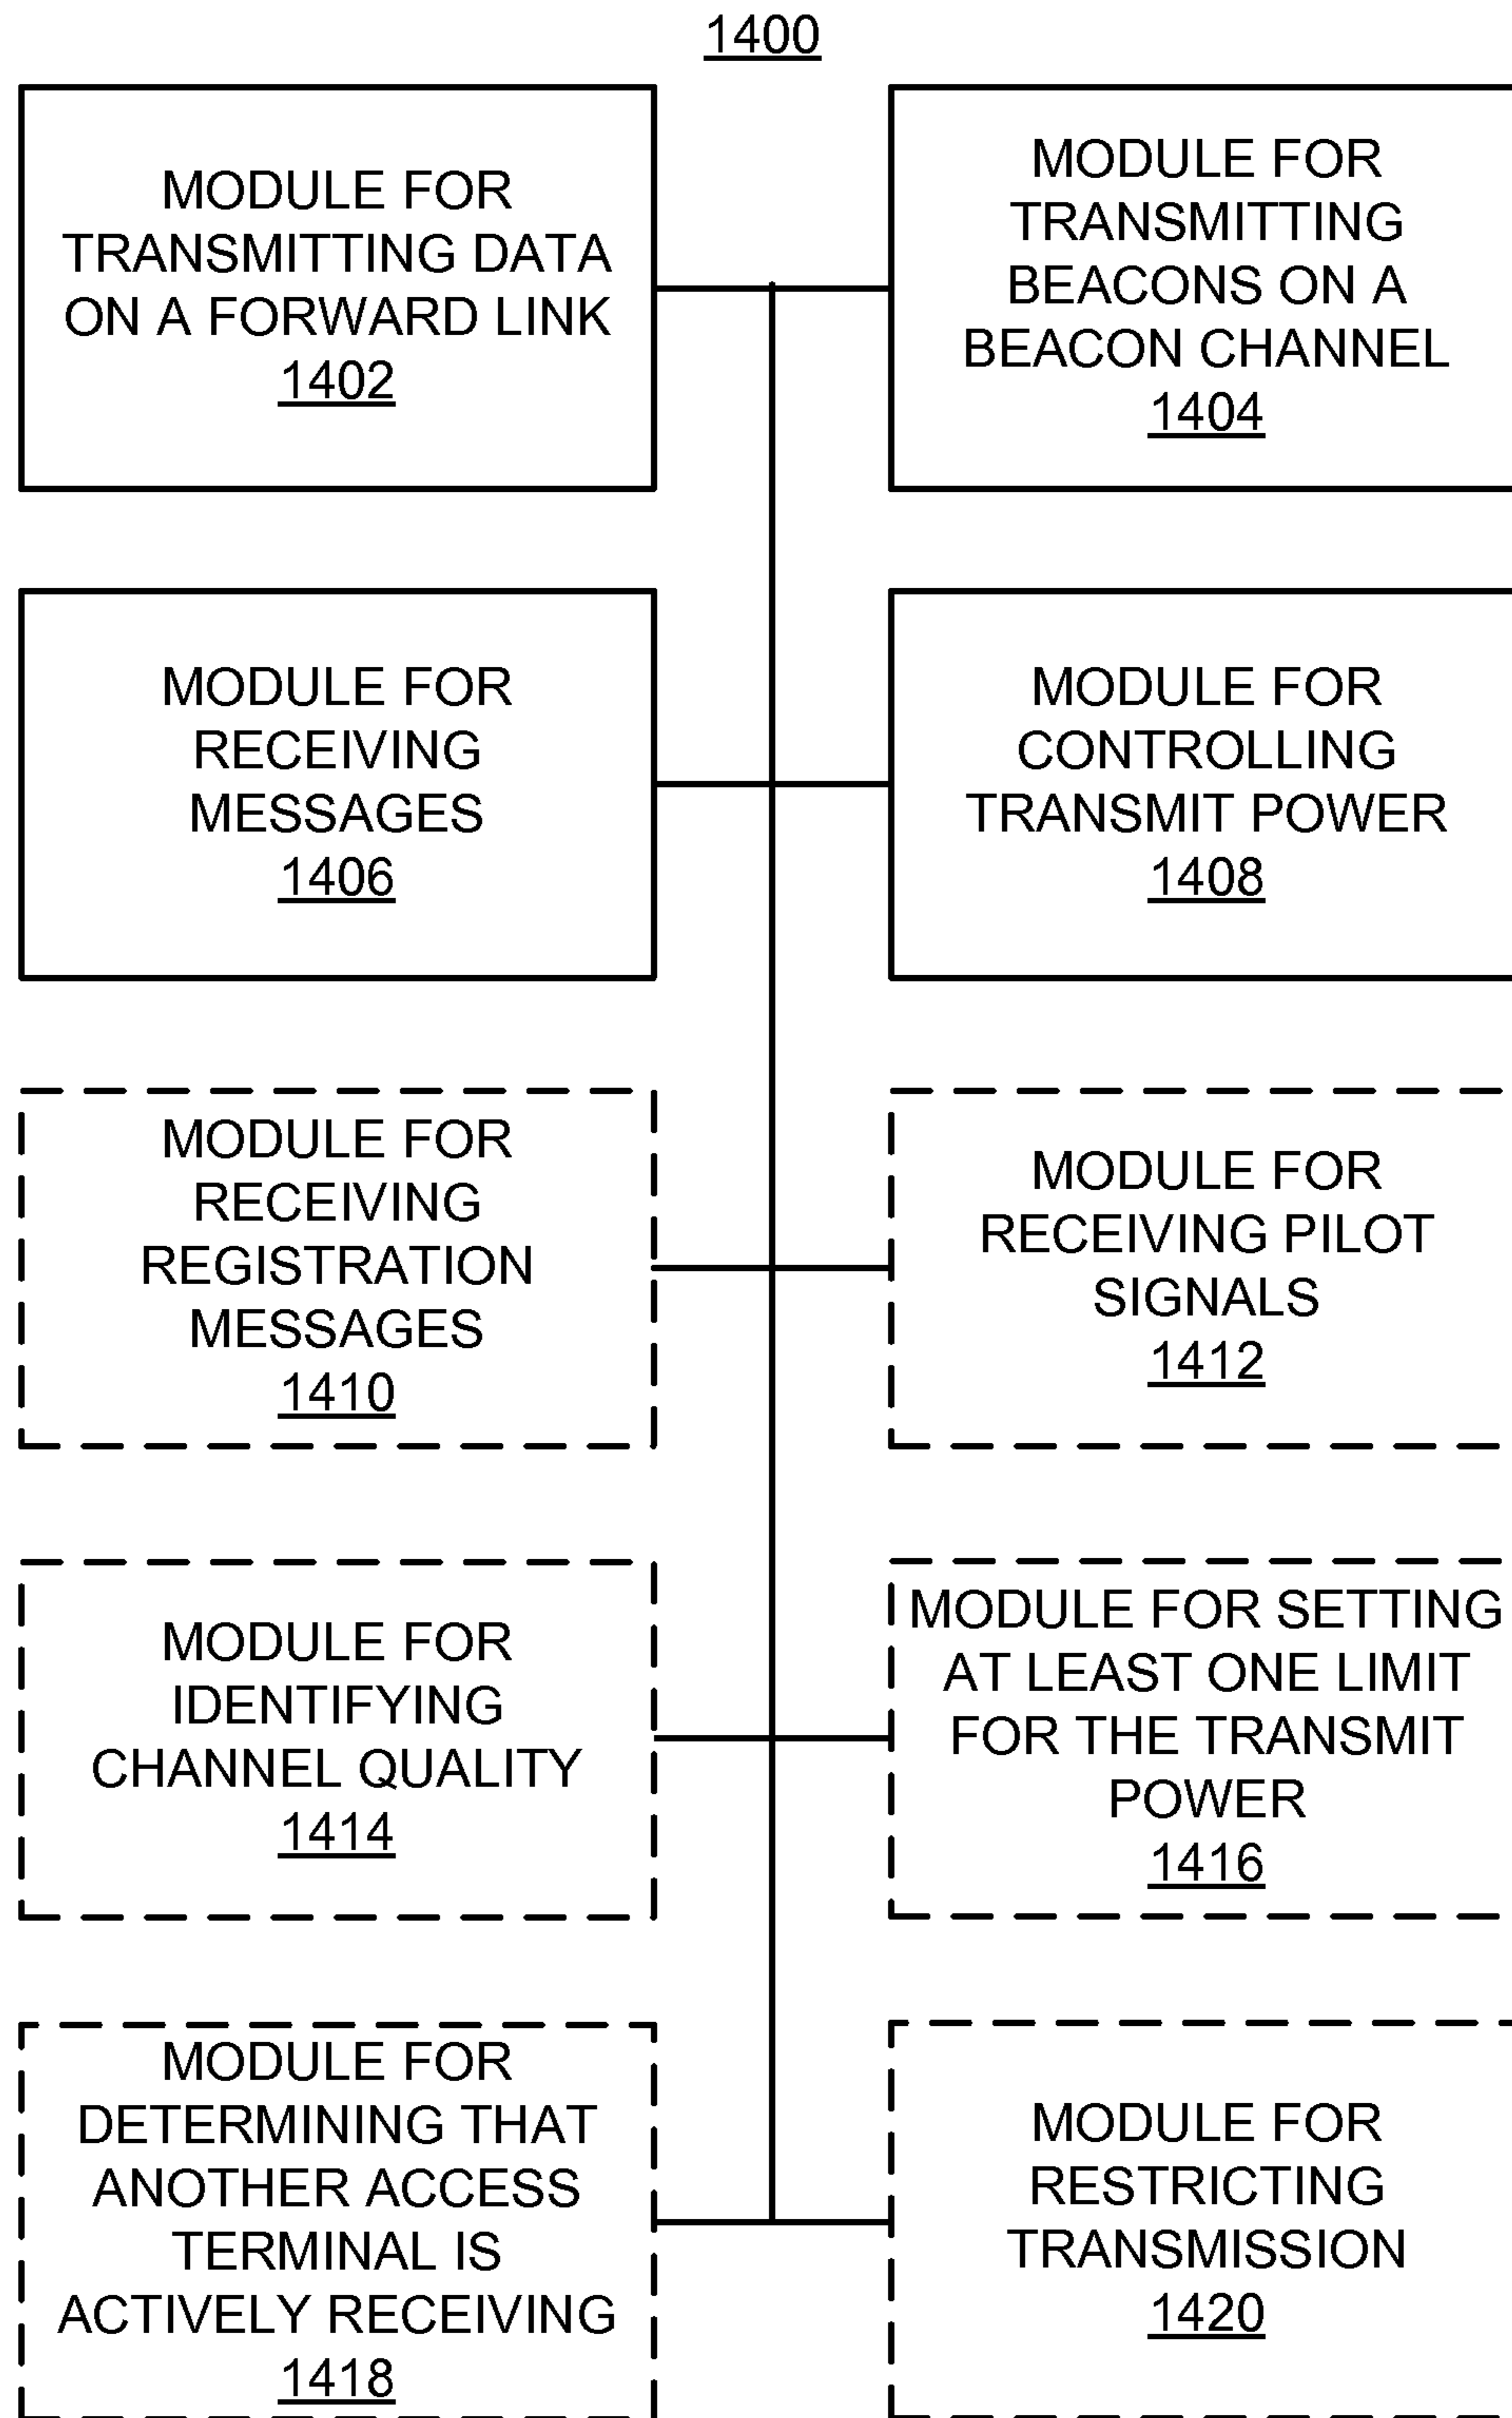 1400
MODULE FOR
TRANSMITTING DATA
ON A FORWARD LINK
1402
MODULE FOR
TRANSMITTING
BEACONS ON A
BEACON CHANNEL
1404
MODULE FOR
RECEIVING
MESSAGES
1406
MODULE FOR
CONTROLLING
TRANSMIT POWER
1408
MODULE FOR
RECEIVING
REGISTRATION
MESSAGES
1410
MODULE FOR
RECEIVING PILOT
SIGNALS
1412
MODULE FOR
IDENTIFYING
CHANNEL QUALITY
1414
MODULE FOR SETTING
AT LEAST ONE LIMIT
FOR THE TRANSMIT
POWER
1416
MODULE FOR
DETERMINING THAT
ANOTHER ACCESS
TERMINAL IS
ACTIVELY RECEIVING
1418
MODULE FOR
RESTRICTING
TRANSMISSION
1420